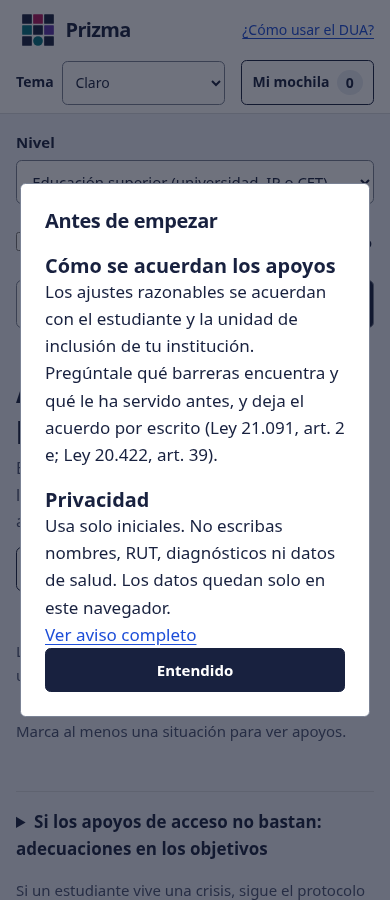 Prizma
¿Cómo usar el DUA?
Tema
Claro
Mi mochila 0
Nivel
Educación superior (universidad, IP o CFT)
Antes de empezar
Cómo se acuerdan los apoyos
Los ajustes razonables se acuerdan
con el estudiante y la unidad de
inclusión de tu institución.
Pregúntale qué barreras encuentra y
qué le ha servido antes, y deja el
acuerdo por escrito (Ley 21.091, art. 2
e; Ley 20.422, art. 39).
Privacidad
Usa solo iniciales. No escribas
nombres, RUT, diagnósticos ni datos
de salud. Los datos quedan solo en
este navegador.
Ver aviso completo
Entendido
Marca al menos una situación para ver apoyos.
Si los apoyos de acceso no bastan:
adecuaciones en los objetivos
Si un estudiante vive una crisis, sigue el protocolo